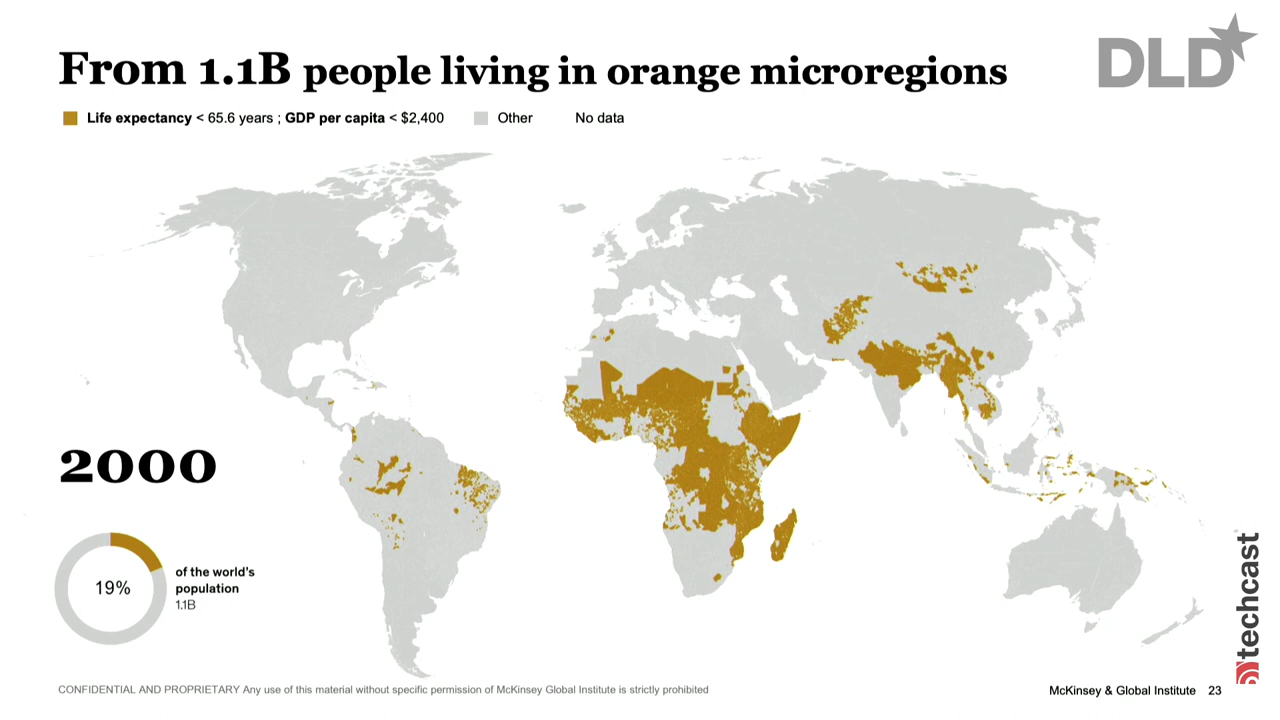 DLD
From 1.1B people living in orange microregions
Life expectancy < 65.6 years ; GDP per capita < $2,400 Other No data
2000
19%
of the world's
population
1.1B
techcast
CONFIDENTIAL AND PROPRIETARY Any use of this material without specific permission of McKinsey Global Institute is strictly prohibited
McKinsey & Global Institute 23